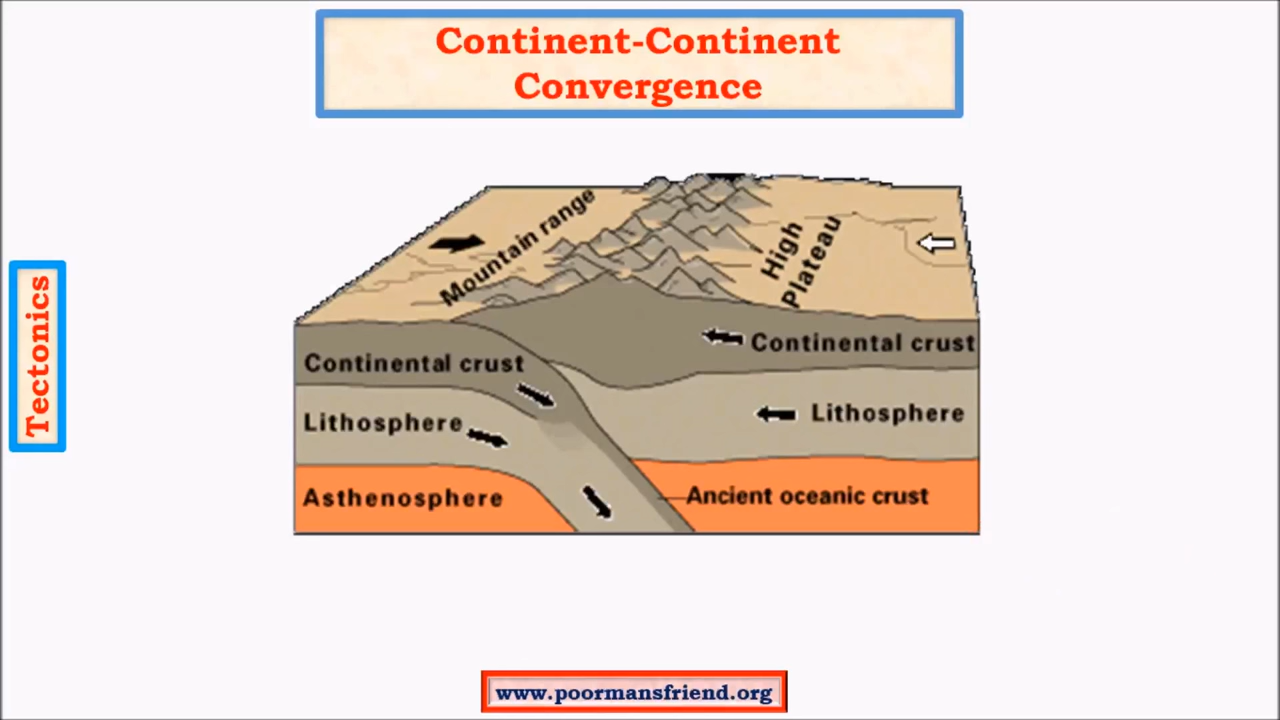 Continent-Continent
Convergence
Tectonics
Mountain range
High
Plateau
Continental crust
Continental crust
Lithosphere
Lithosphere
Asthenosphere
Ancient oceanic crust
www.poormansfriend.org